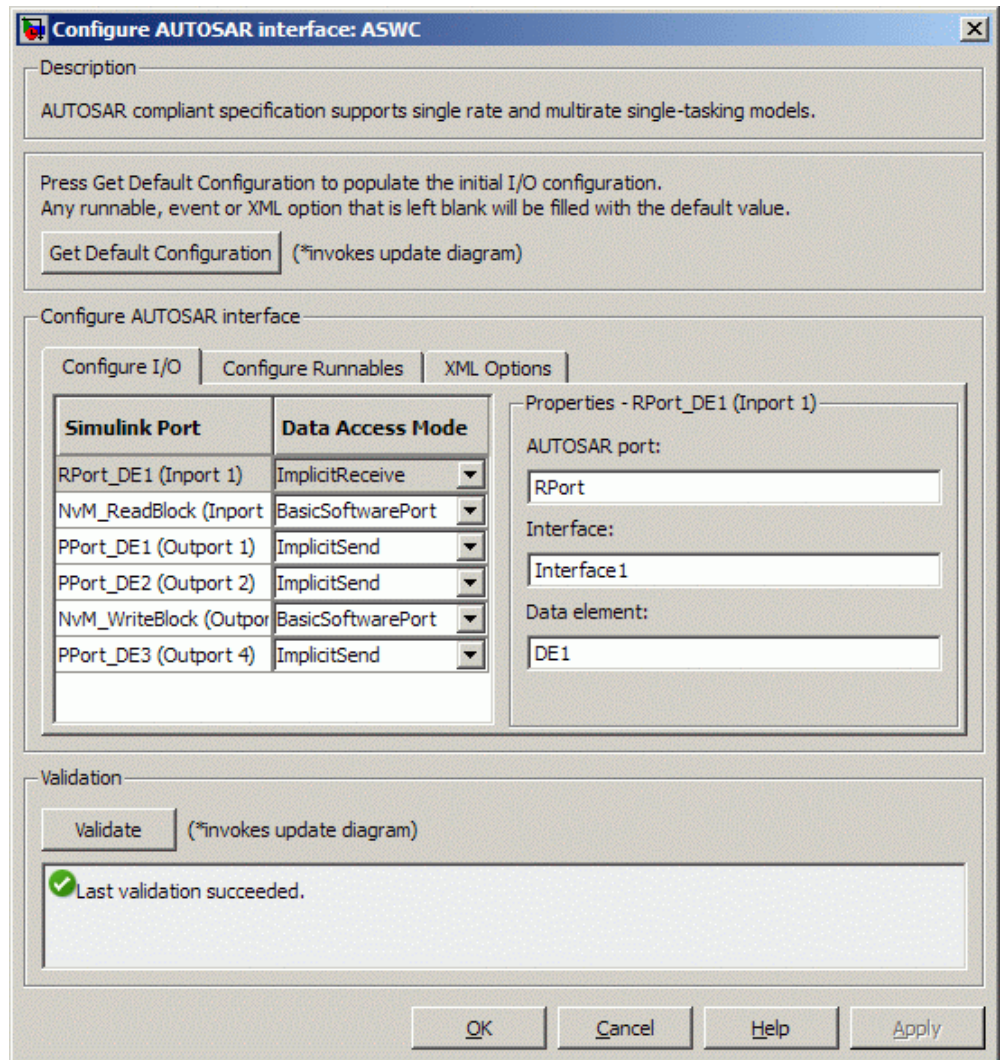 Configure AUTOSAR interface: ASWC
Description
AUTOSAR compliant specification supports single rate and multirate single-tasking models.
Press Get Default Configuration to populate the initial I/O configuration.
Any runnable, event or XML option that is left blank will be filled with the default value.
Get Default Configuration (*invokes update diagram)
Configure AUTOSAR interface
Configure I/O Configure Runnables XML Options
Simulink Port Data Access Mode
RPort_DE1 (Inport 1) ImplicitReceive
NvM_ReadBlock (Inport BasicSoftwarePort
PPort_DE1 (Outport 1) ImplicitSend
PPort_DE2 (Outport 2) ImplicitSend
NvM_WriteBlock (Outpor BasicSoftwarePort
PPort_DE3 (Outport 4) ImplicitSend
Properties - RPort_DE1 (Inport 1)
AUTOSAR port:
RPort
Interface:
Interface1
Data element:
DE1
Validation
Validate (*invokes update diagram)
Last validation succeeded.
OK Cancel Help Apply